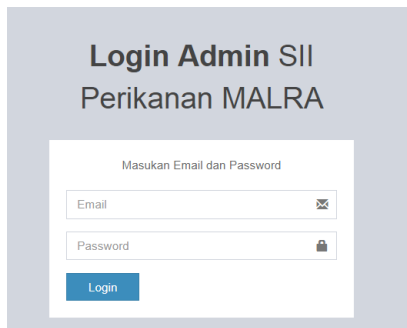 Login Admin SII
Perikanan MALRA
Masukan Email dan Password
Email
Password
Login